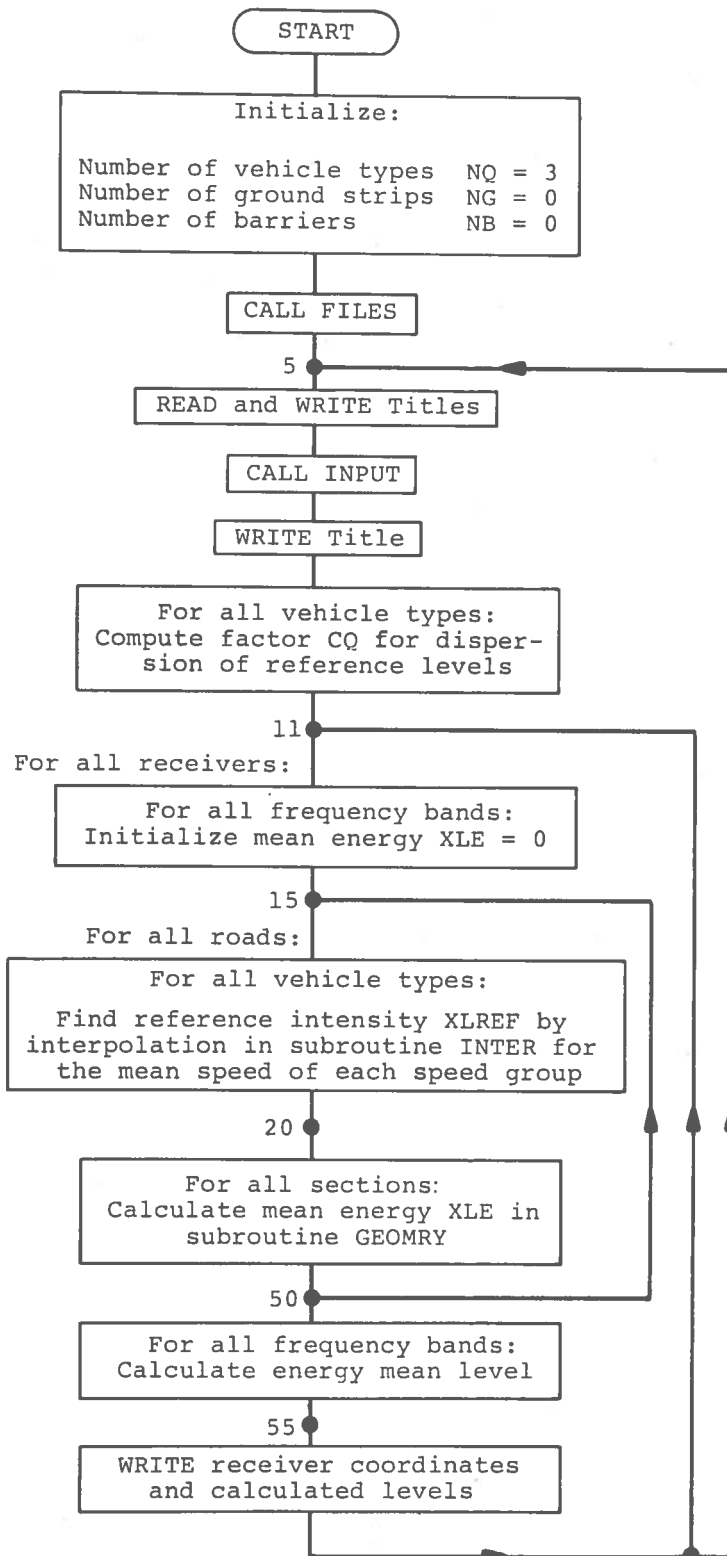 START
Initialize:
Number of vehicle types NQ = 3
Number of ground strips NG = 0
Number of barriers NB = 0
CALL FILES
5
READ and WRITE Titles
CALL INPUT
WRITE Title
For all vehicle types:
Compute factor CQ for disper-
sion of reference levels
11
For all receivers:
For all frequency bands:
Initialize mean energy XLE = 0
15
For all roads:
For all vehicle types:
Find reference intensity XLREF by
interpolation in subroutine INTER for
the mean speed of each speed group
20
For all sections:
Calculate mean energy XLE in
subroutine GEOMRY
50
For all frequency bands:
Calculate energy mean level
55
WRITE receiver coordinates
and calculated levels